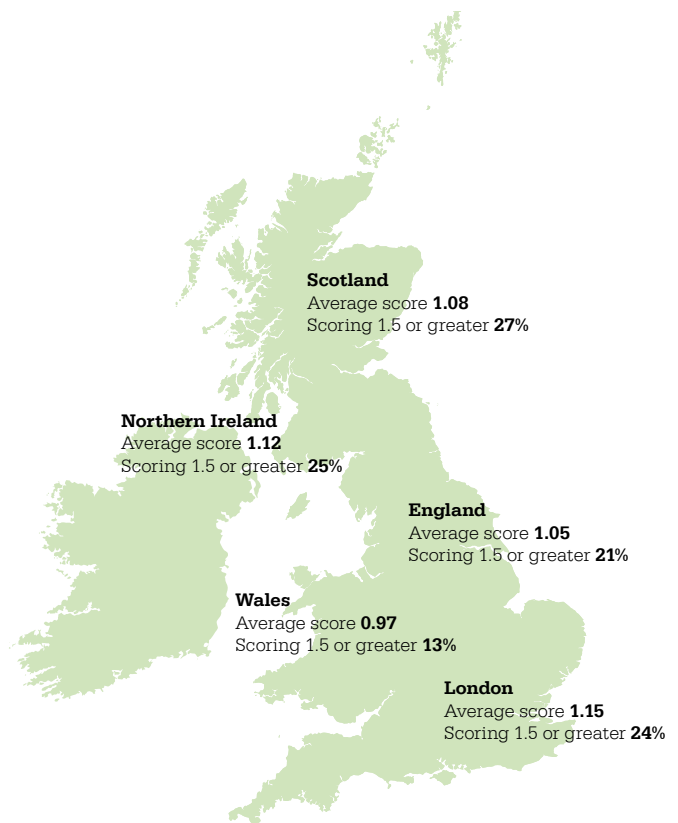 Scotland
Average score 1.08
Scoring 1.5 or greater 27%
Northern Ireland
Average score 1.12
Scoring 1.5 or greater 25%
England
Average score 1.05
Scoring 1.5 or greater 21%
Wales
Average score 0.97
Scoring 1.5 or greater 13%
London
Average score 1.15
Scoring 1.5 or greater 24%